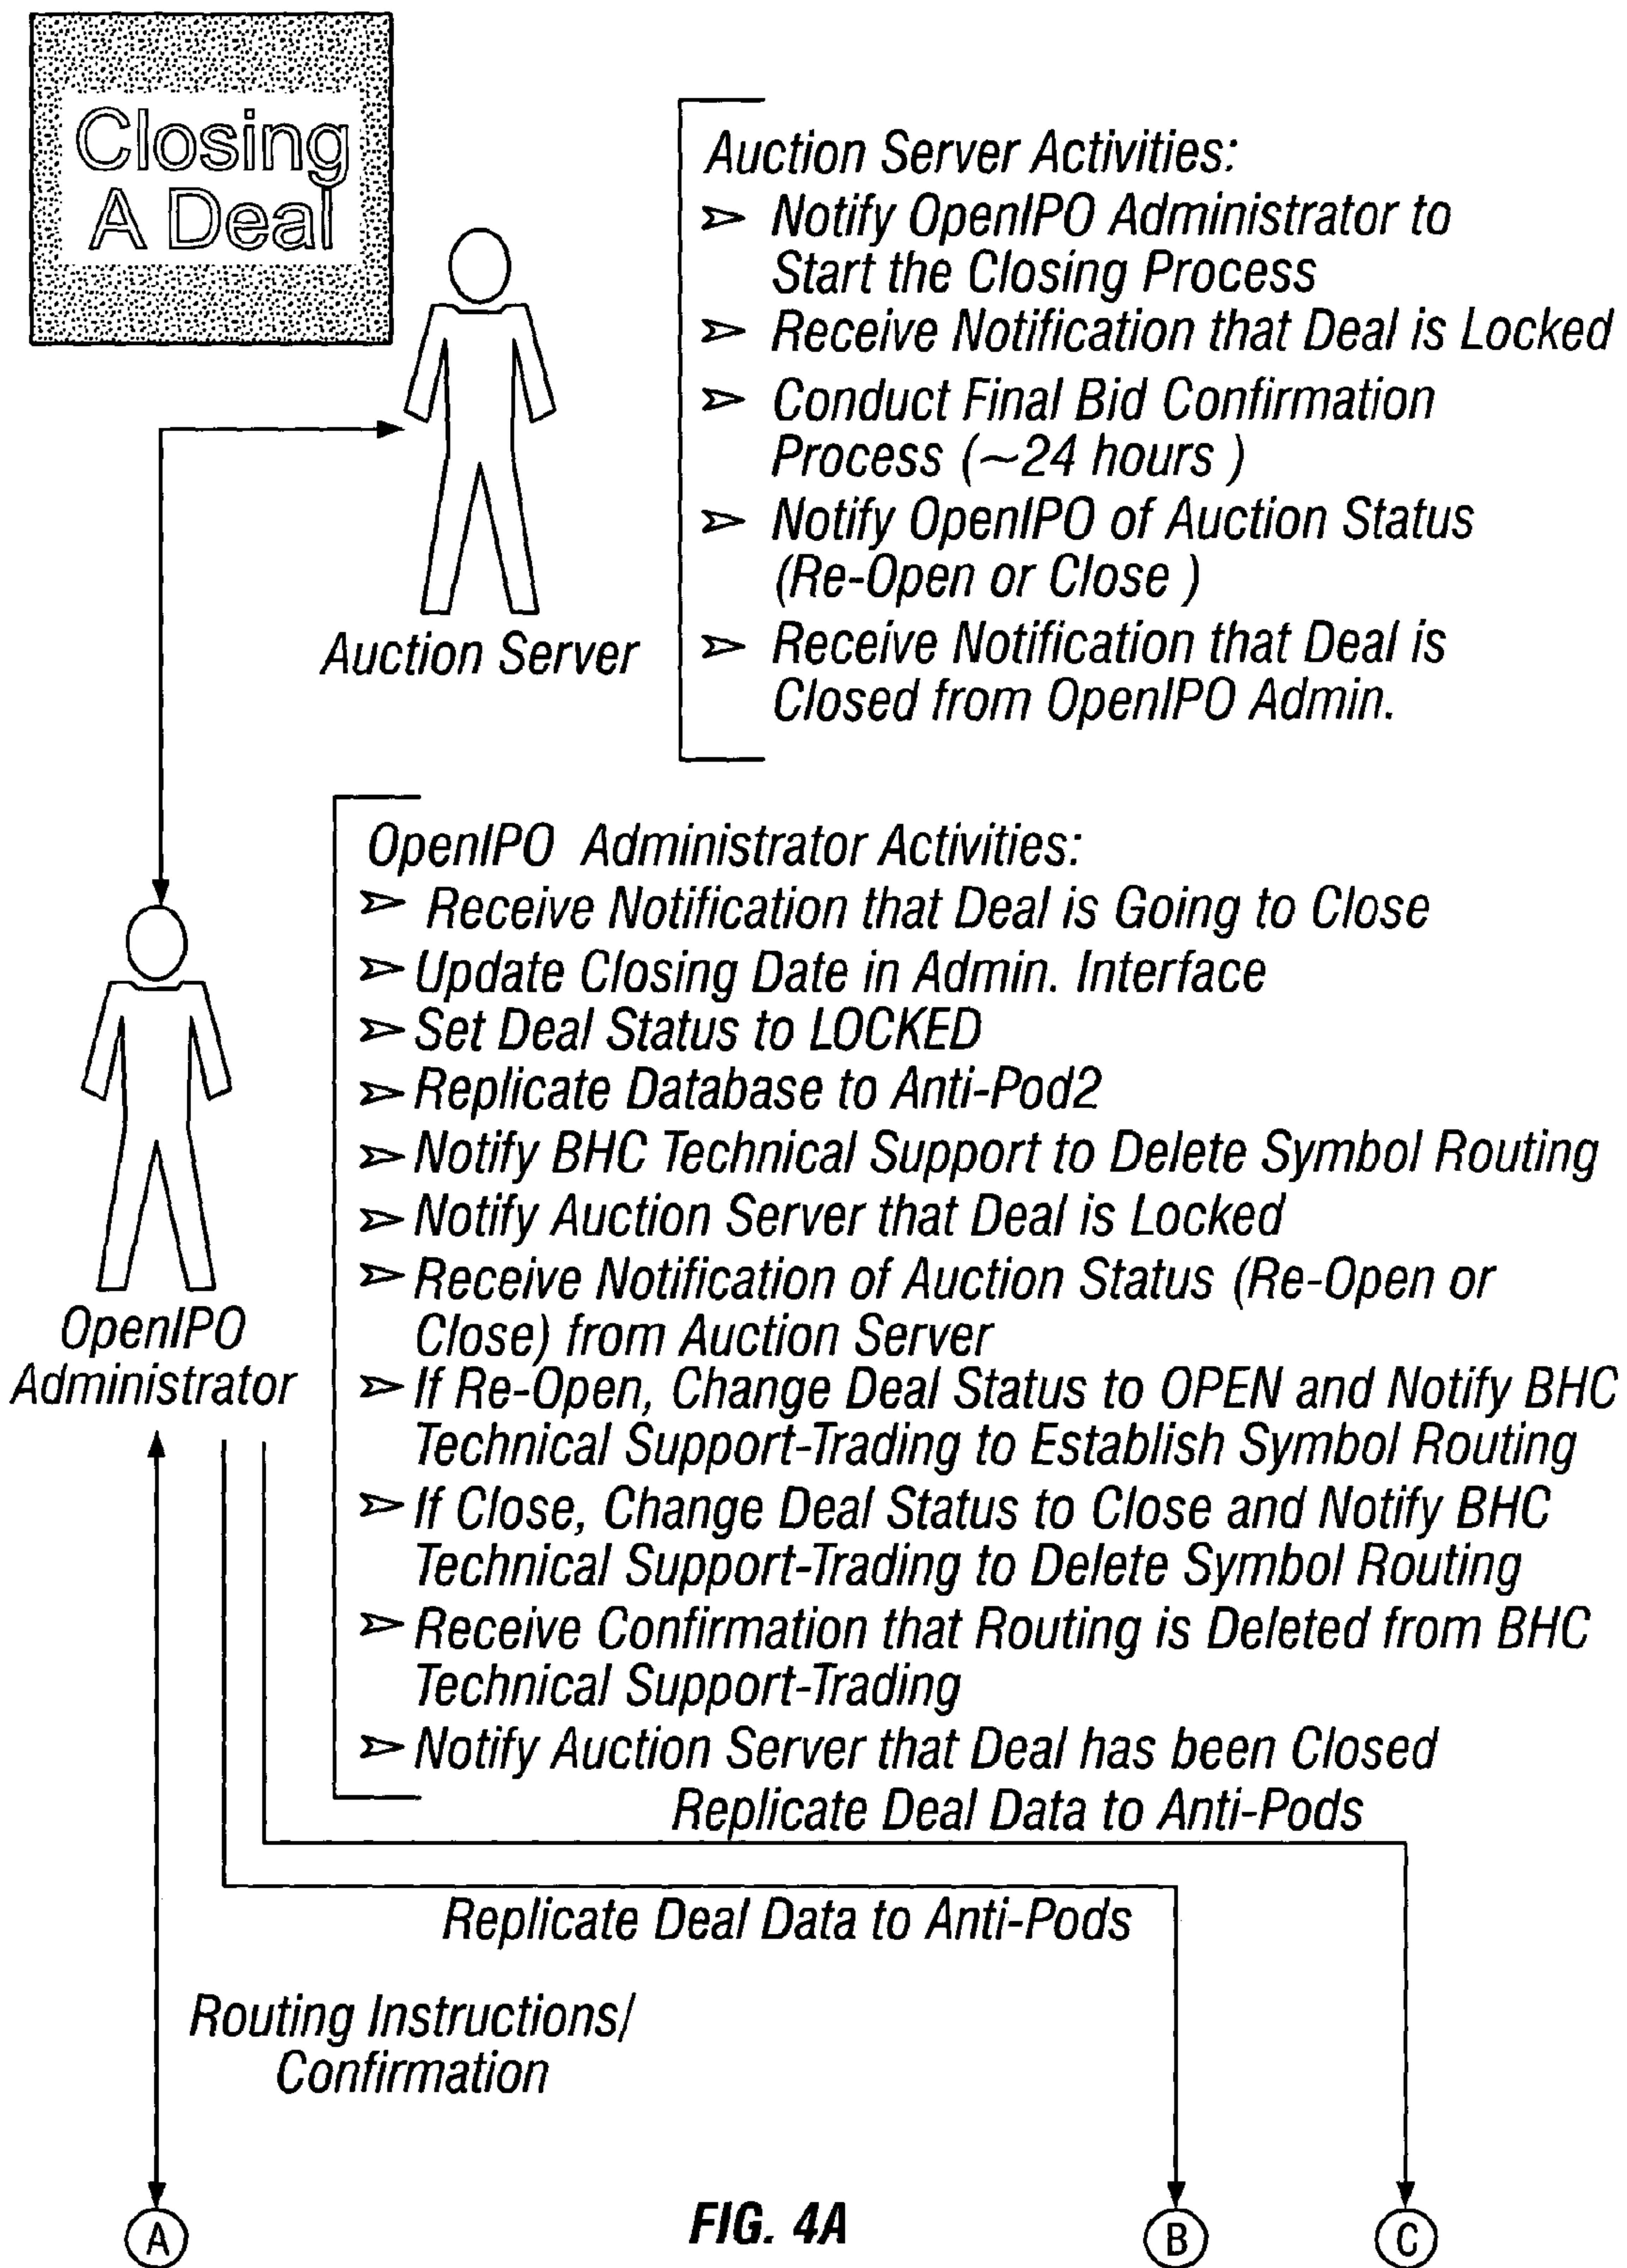 Closing
A Deal
Auction Server Activities:
➢ Notify OpenIPO Administrator to
Start the Closing Process
➢ Receive Notification that Deal is Locked
➢ Conduct Final Bid Confirmation
Process (~24 hours )
➢ Notify OpenIPO of Auction Status
(Re-Open or Close )
➢ Receive Notification that Deal is
Closed from OpenIPO Admin.
Auction Server
OpenIPO Administrator Activities:
➢ Receive Notification that Deal is Going to Close
➢ Update Closing Date in Admin. Interface
➢ Set Deal Status to LOCKED
➢ Replicate Database to Anti-Pod2
➢ Notify BHC Technical Support to Delete Symbol Routing
➢ Notify Auction Server that Deal is Locked
➢ Receive Notification of Auction Status (Re-Open or
Close) from Auction Server
➢ If Re-Open, Change Deal Status to OPEN and Notify BHC
Technical Support-Trading to Establish Symbol Routing
➢ If Close, Change Deal Status to Close and Notify BHC
Technical Support-Trading to Delete Symbol Routing
➢ Receive Confirmation that Routing is Deleted from BHC
Technical Support-Trading
➢ Notify Auction Server that Deal has been Closed
OpenIPO
Administrator
Replicate Deal Data to Anti-Pods
Replicate Deal Data to Anti-Pods
Routing Instructions/
Confirmation
A
FIG. 4A
B
C